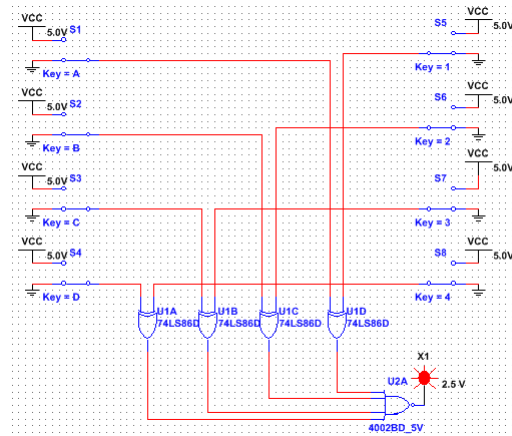 VCC
5.0V
S1
Key = A
VCC
5.0V
S2
Key = B
VCC
5.0V
S3
Key = C
VCC
5.0V
S4
Key = D
S5
VCC
5.0V
Key = 1
S6
VCC
5.0V
Key = 2
VCC
S7
5.0V
Key = 3
VCC
S8
5.0V
Key = 4
U1A
74LS86D
U1B
74LS86D
U1C
74LS86D
U1D
74LS86D
X1
U2A
2.5 V
4002BD_5V